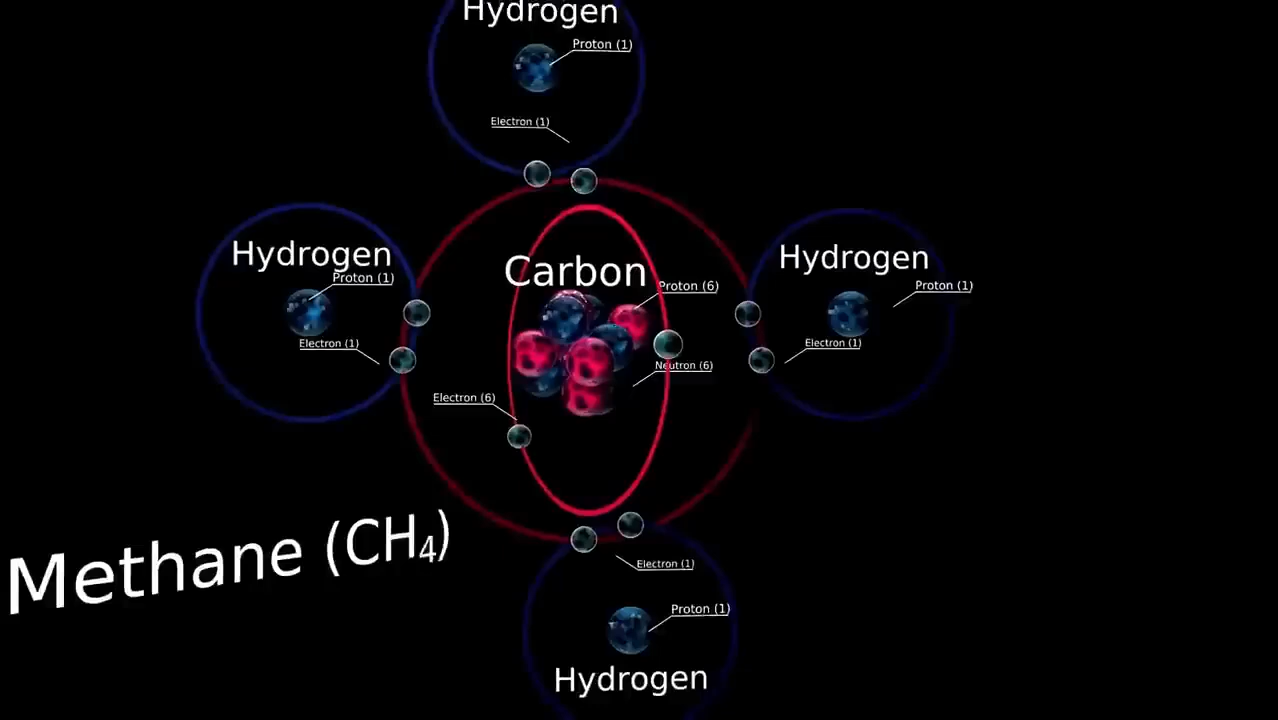 Hydrogen
Proton (1)
Electron (1)
Hydrogen
Proton (1)
Electron (1)
Carbon
Proton (6)
Neutron (6)
Electron (6)
Hydrogen
Proton (1)
Electron (1)
Methane (CH₄)
Electron (1)
Proton (1)
Hydrogen